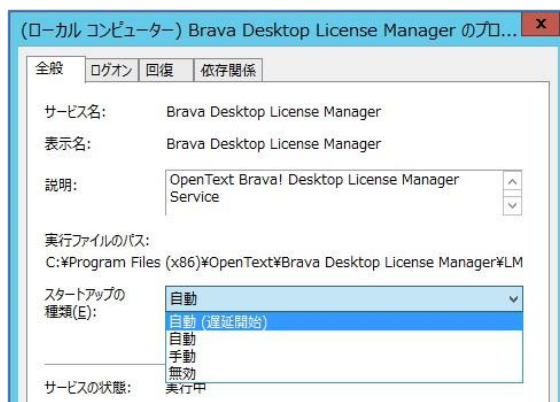 (ローカル コンピューター) Brava Desktop License Manager のプロ... x
全般 ログオン 回復 依存関係
サービス名: Brava Desktop License Manager
表示名: Brava Desktop License Manager
説明: OpenText Brava! Desktop License Manager
Service
実行ファイルのパス:
C:¥Program Files (x86)¥OpenText¥Brava Desktop License Manager¥LM
スタートアップの
種類(E): 自動
自動 (遅延開始)
自動
手動
無効
サービスの状態: 実行中